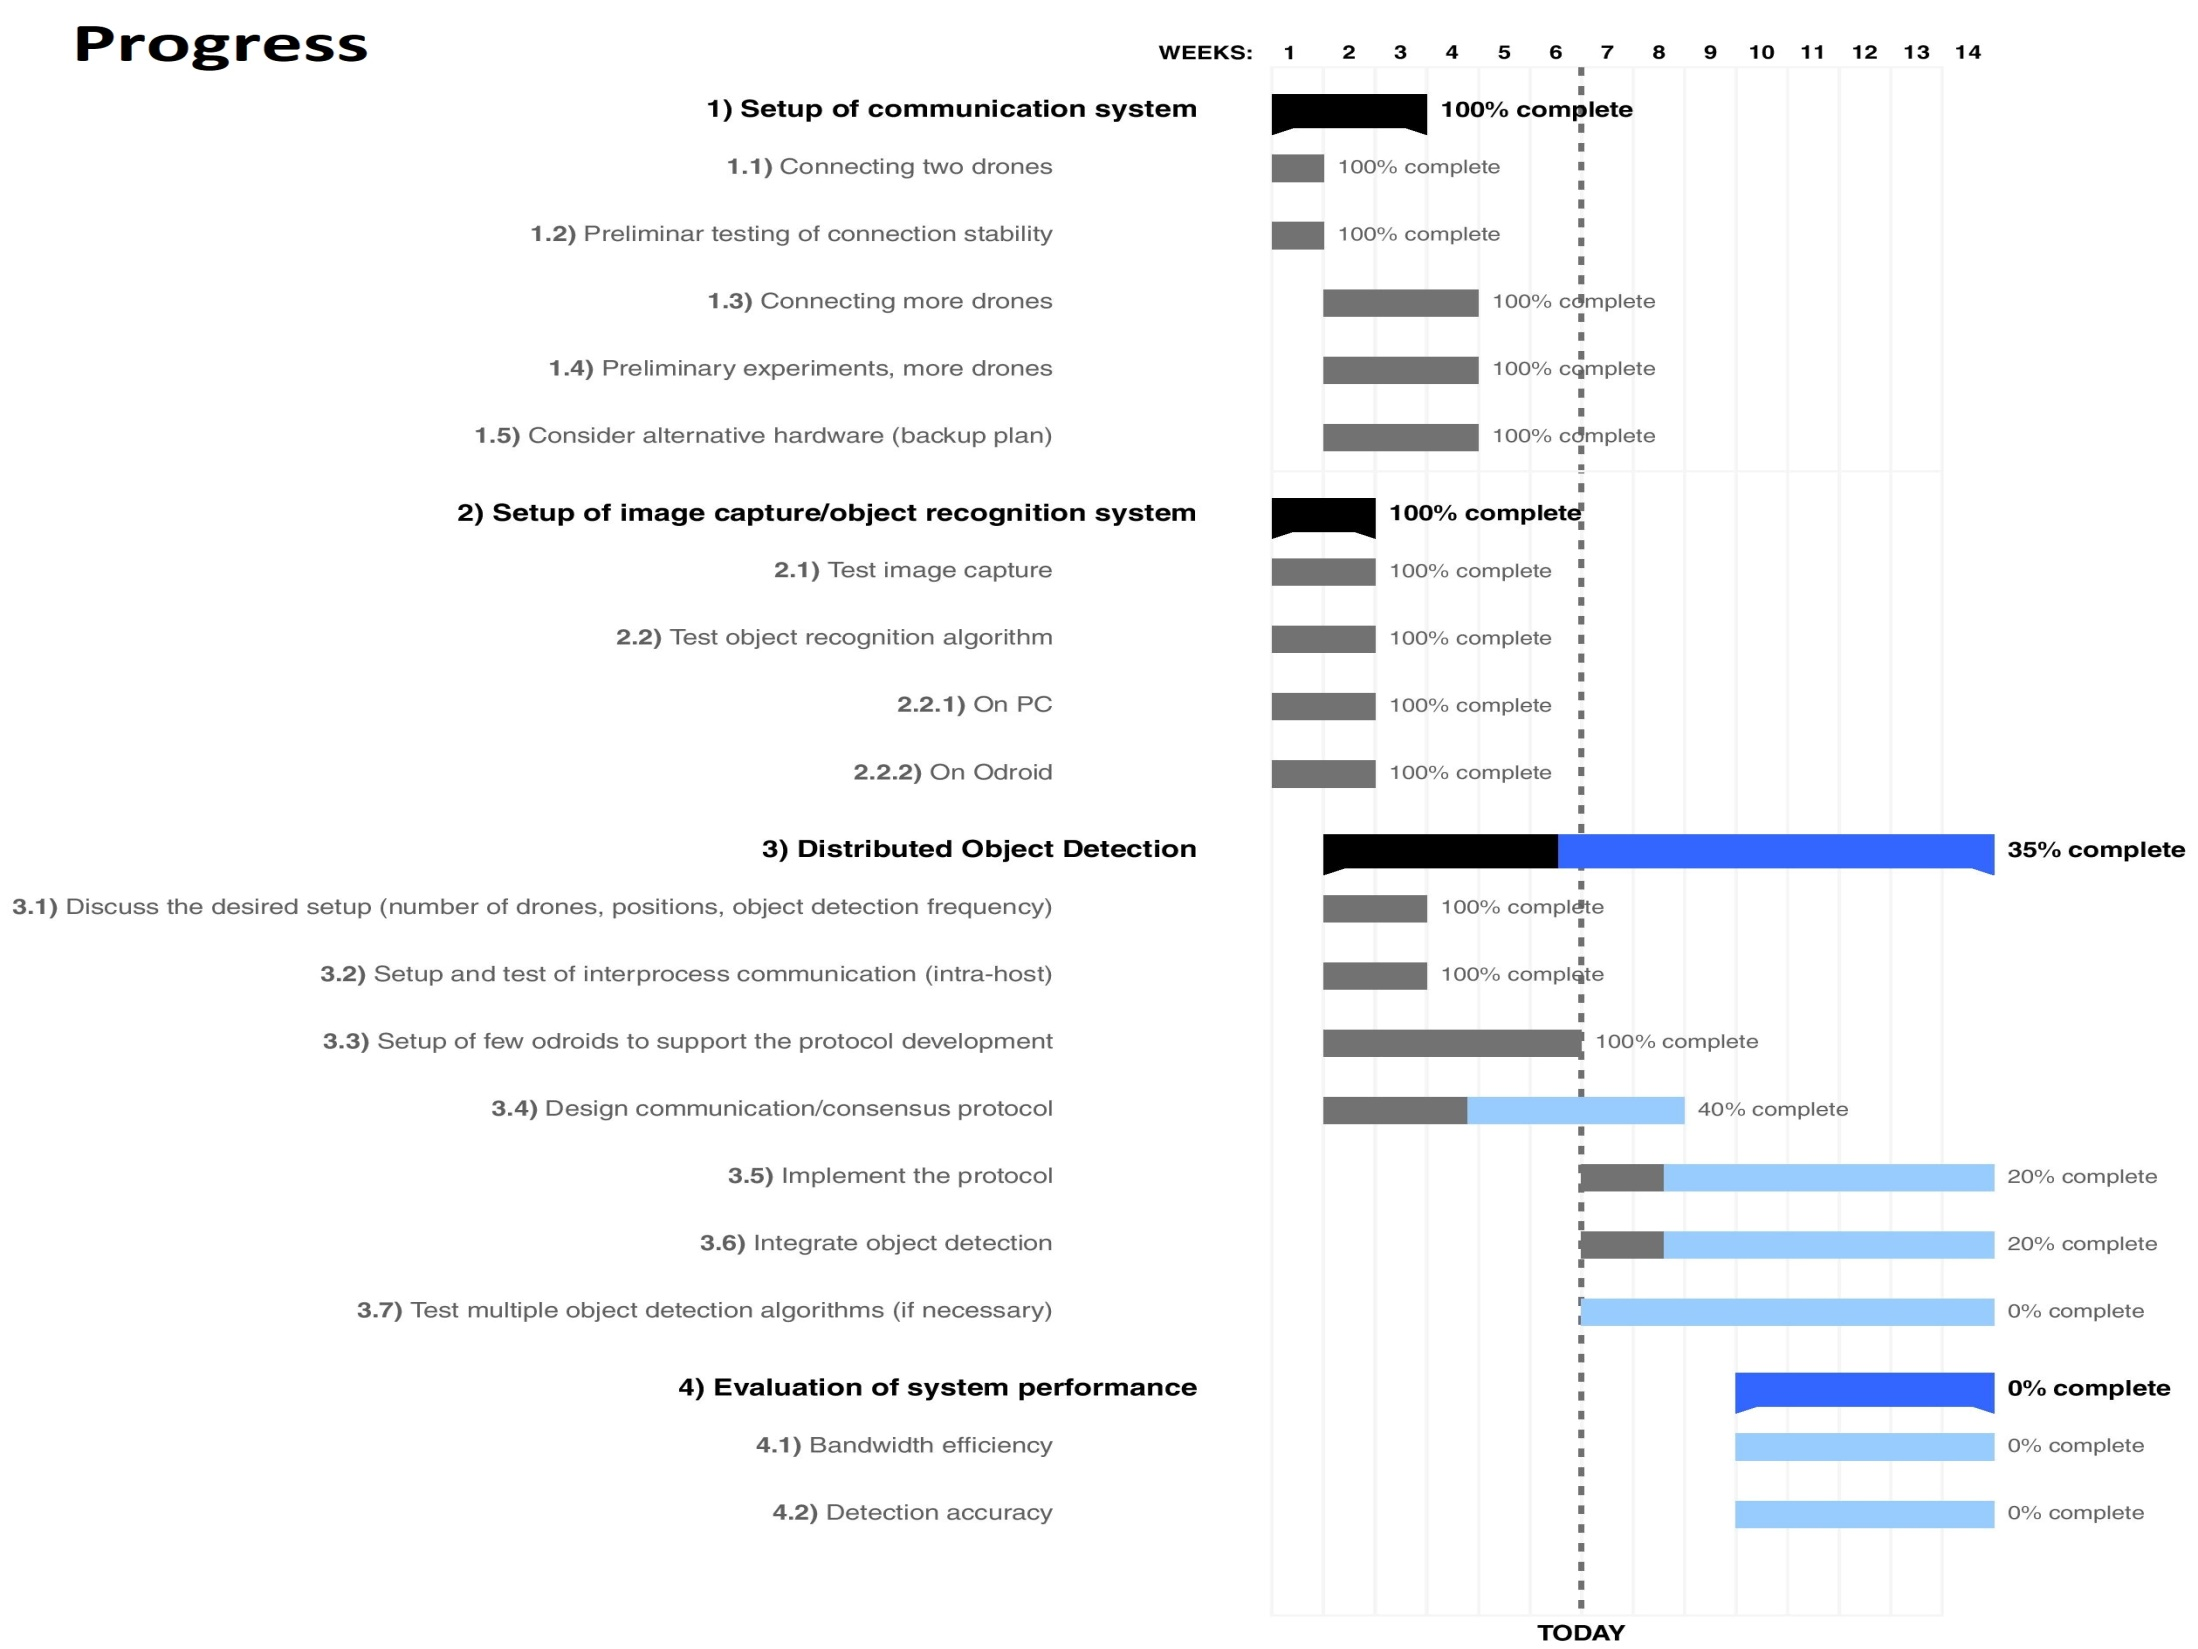 Progress
WEEKS: 1 2 3 4 5 6 7 8 9 10 11 12 13 14
1) Setup of communication system 100% complete
1.1) Connecting two drones 100% complete
1.2) Preliminar testing of connection stability 100% complete
1.3) Connecting more drones 100% complete
1.4) Preliminary experiments, more drones 100% complete
1.5) Consider alternative hardware (backup plan) 100% complete
2) Setup of image capture/object recognition system 100% complete
2.1) Test image capture 100% complete
2.2) Test object recognition algorithm 100% complete
2.2.1) On PC 100% complete
2.2.2) On Odroid 100% complete
3) Distributed Object Detection 35% complete
3.1) Discuss the desired setup (number of drones, positions, object detection frequency) 100% complete
3.2) Setup and test of interprocess communication (intra-host) 100% complete
3.3) Setup of few odroids to support the protocol development 100% complete
3.4) Design communication/consensus protocol 40% complete
3.5) Implement the protocol 20% complete
3.6) Integrate object detection 20% complete
3.7) Test multiple object detection algorithms (if necessary) 0% complete
4) Evaluation of system performance 0% complete
4.1) Bandwidth efficiency 0% complete
4.2) Detection accuracy 0% complete
TODAY